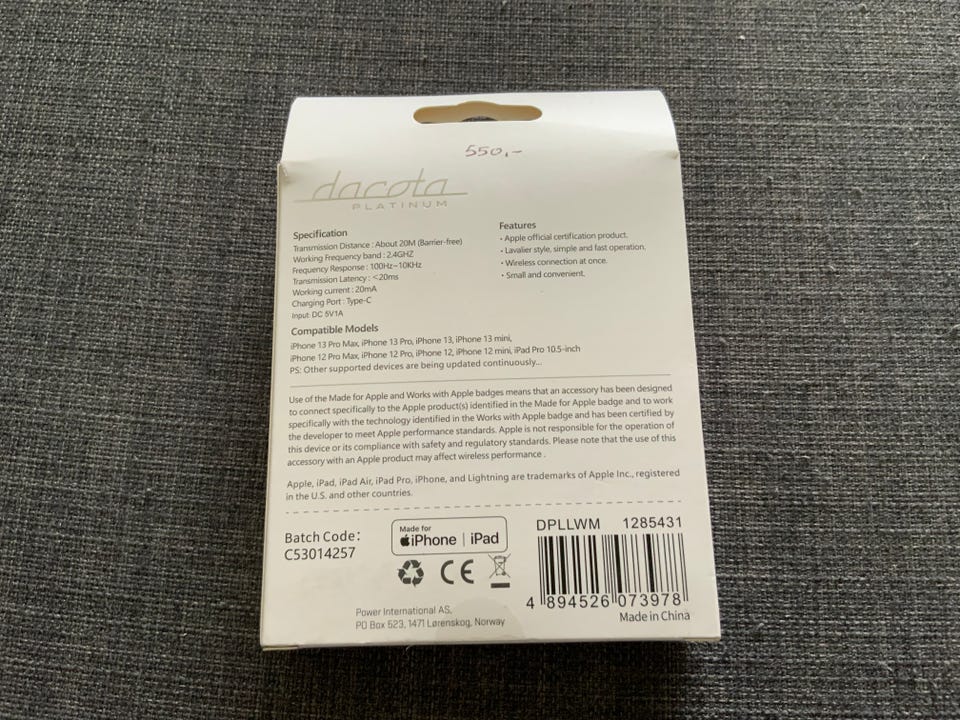 550,-
dacota
PLATINUM
Specification
Transmission Distance : About 20M (Barrier-free)
Working Frequency band : 2.4GHZ
Frequency Response : 100Hz~10KHz
Transmission Latency : <20ms
Working current : 20mA
Charging Port : Type-C
Input: DC 5V1A
Features
• Apple official certification product.
• Lavalier style, simple and fast operation.
• Wireless connection at once.
• Small and convenient.
Compatible Models
iPhone 13 Pro Max, iPhone 13 Pro, iPhone 13, iPhone 13 mini,
iPhone 12 Pro Max, iPhone 12 Pro, iPhone 12, iPhone 12 mini, iPad Pro 10.5-inch
PS: Other supported devices are being updated continuously...
Use of the Made for Apple and Works with Apple badges means that an accessory has been designed
to connect specifically to the Apple product(s) identified in the Made for Apple badge and to work
specifically with the technology identified in the Works with Apple badge and has been certified by
the developer to meet Apple performance standards. Apple is not responsible for the operation of
this device or its compliance with safety and regulatory standards. Please note that the use of this
accessory with an Apple product may affect wireless performance .
Apple, iPad, iPad Air, iPad Pro, iPhone, and Lightning are trademarks of Apple Inc., registered
in the U.S. and other countries.
Batch Code:
C53014257
Made for
iPhone | iPad
CE
Power International AS,
PO Box 523, 1471 Lørenskog, Norway
DPLLWM 1285431
4 894526 073978
Made in China